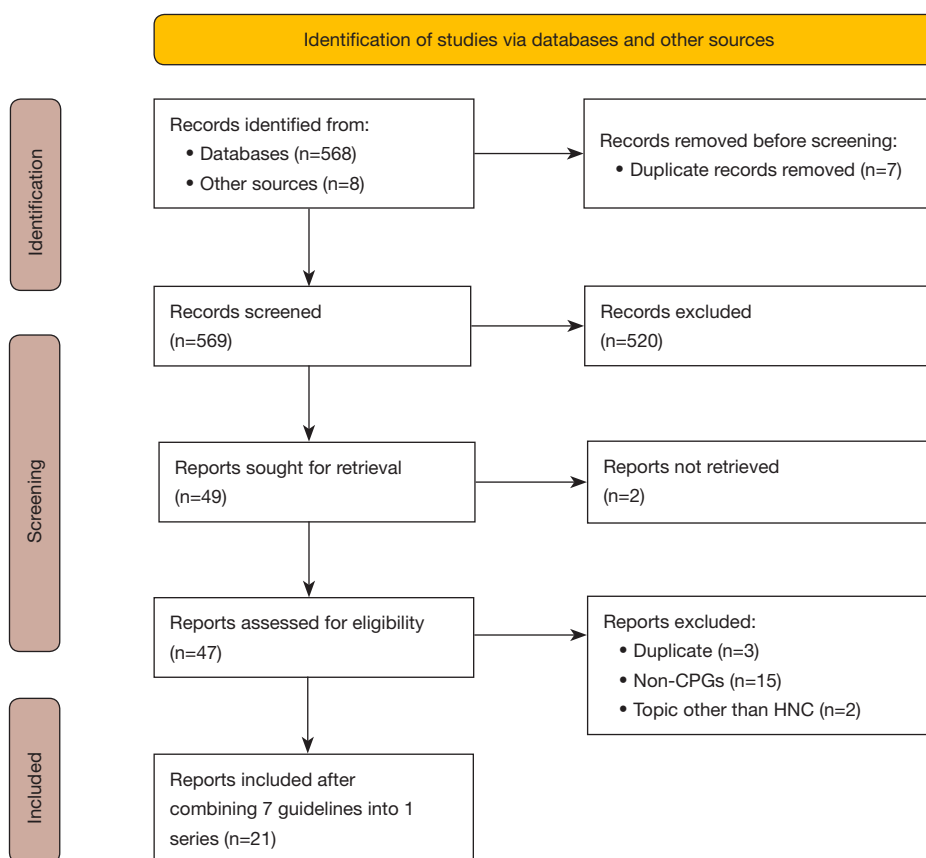 Identification of studies via databases and other sources
Identification
Records identified from:
• Databases (n=568)
• Other sources (n=8)
Records removed before screening:
• Duplicate records removed (n=7)
Screening
Records screened
(n=569)
Records excluded
(n=520)
Reports sought for retrieval
(n=49)
Reports not retrieved
(n=2)
Reports assessed for eligibility
(n=47)
Reports excluded:
• Duplicate (n=3)
• Non-CPGs (n=15)
• Topic other than HNC (n=2)
Included
Reports included after
combining 7 guidelines into 1
series (n=21)